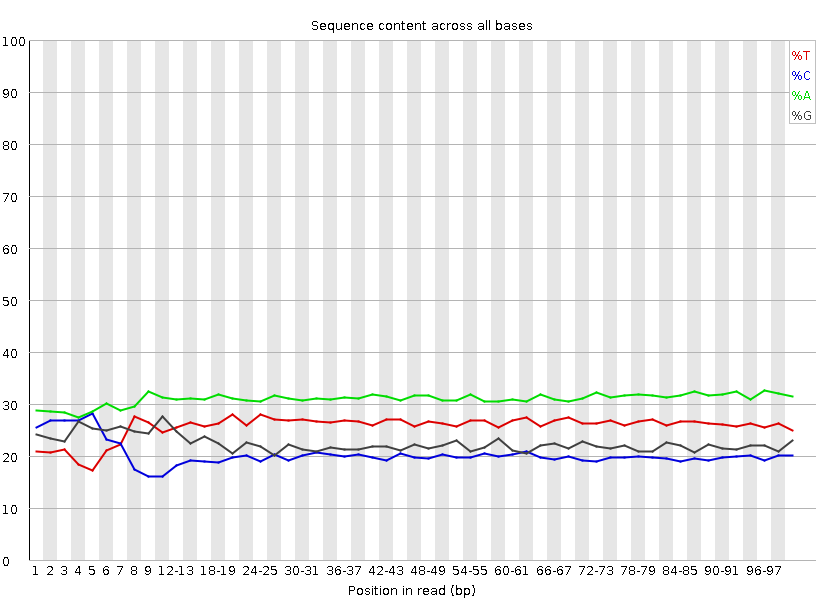 Sequence content across all bases
100
90
80
70
60
50
40
30
20
10
0
%T
%C
%A
%G
1 2 3 4 5 6 7 8 9 12-13 18-19 24-25 30-31 36-37 42-43 48-49 54-55 60-61 66-67 72-73 78-79 84-85 90-91 96-97
Position in read (bp)